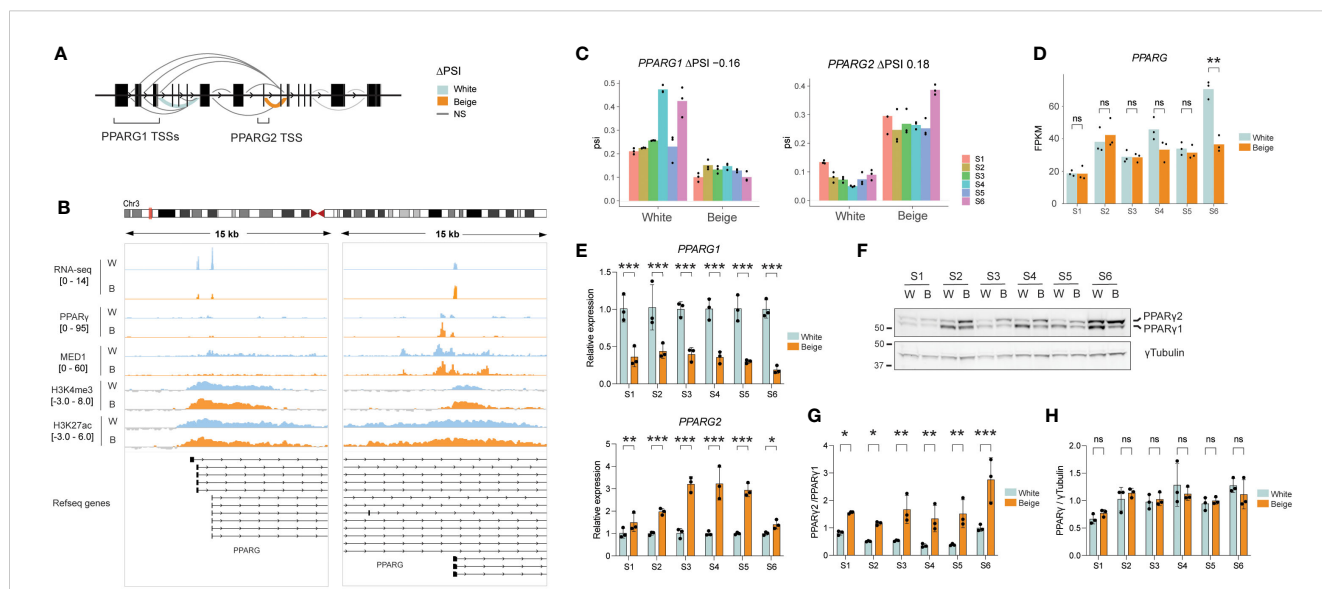 A
ΔPSI
White
Beige
NS
PPARG1 TSSs
PPARG2 TSS
B
Chr3
15 kb
15 kb
RNA-seq
[0 - 14]
W
B
PPARγ
[0 - 95]
W
B
MED1
[0 - 60]
W
B
H3K4me3
[-3.0 - 8.0]
W
B
H3K27ac
[-3.0 - 6.0]
W
B
Refseq genes
PPARG
PPARG
C
PPARG1 ΔPSI −0.16
psi
0.4
0.3
0.2
0.1
0.0
White
Beige
PPARG2 ΔPSI 0.18
psi
0.4
0.3
0.2
0.1
0.0
White
Beige
S1
S2
S3
S4
S5
S6
D
PPARG
FPKM
60
40
20
0
ns
ns
ns
ns
ns
**
S1
S2
S3
S4
S5
S6
White
Beige
E
PPARG1
Relative expression
1.5
1.0
0.5
0.0
*** *** *** *** *** ***
S1 S2 S3 S4 S5 S6
White
Beige
PPARG2
Relative expression
5
4
3
2
1
0
** *** *** *** *** *
S1 S2 S3 S4 S5 S6
F
S1 S2 S3 S4 S5 S6
W B W B W B W B W B W B
PPARγ2
PPARγ1
50
50
37
γTubulin
G
PPARγ2 /PPARγ1
4
3
2
1
0
* * ** ** ** ***
S1 S2 S3 S4 S5 S6
White
Beige
H
PPARγ / γTubulin
2.0
1.5
1.0
0.5
0.0
ns ns ns ns ns ns
S1 S2 S3 S4 S5 S6
White
Beige